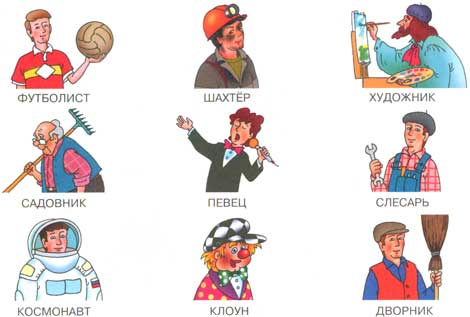 ФУТБОЛИСТ ШАХТЁР ХУДОЖНИК
САДОВНИК ПЕВЕЦ СЛЕСАРЬ
КОСМОНАВТ КЛОУН ДВОРНИК